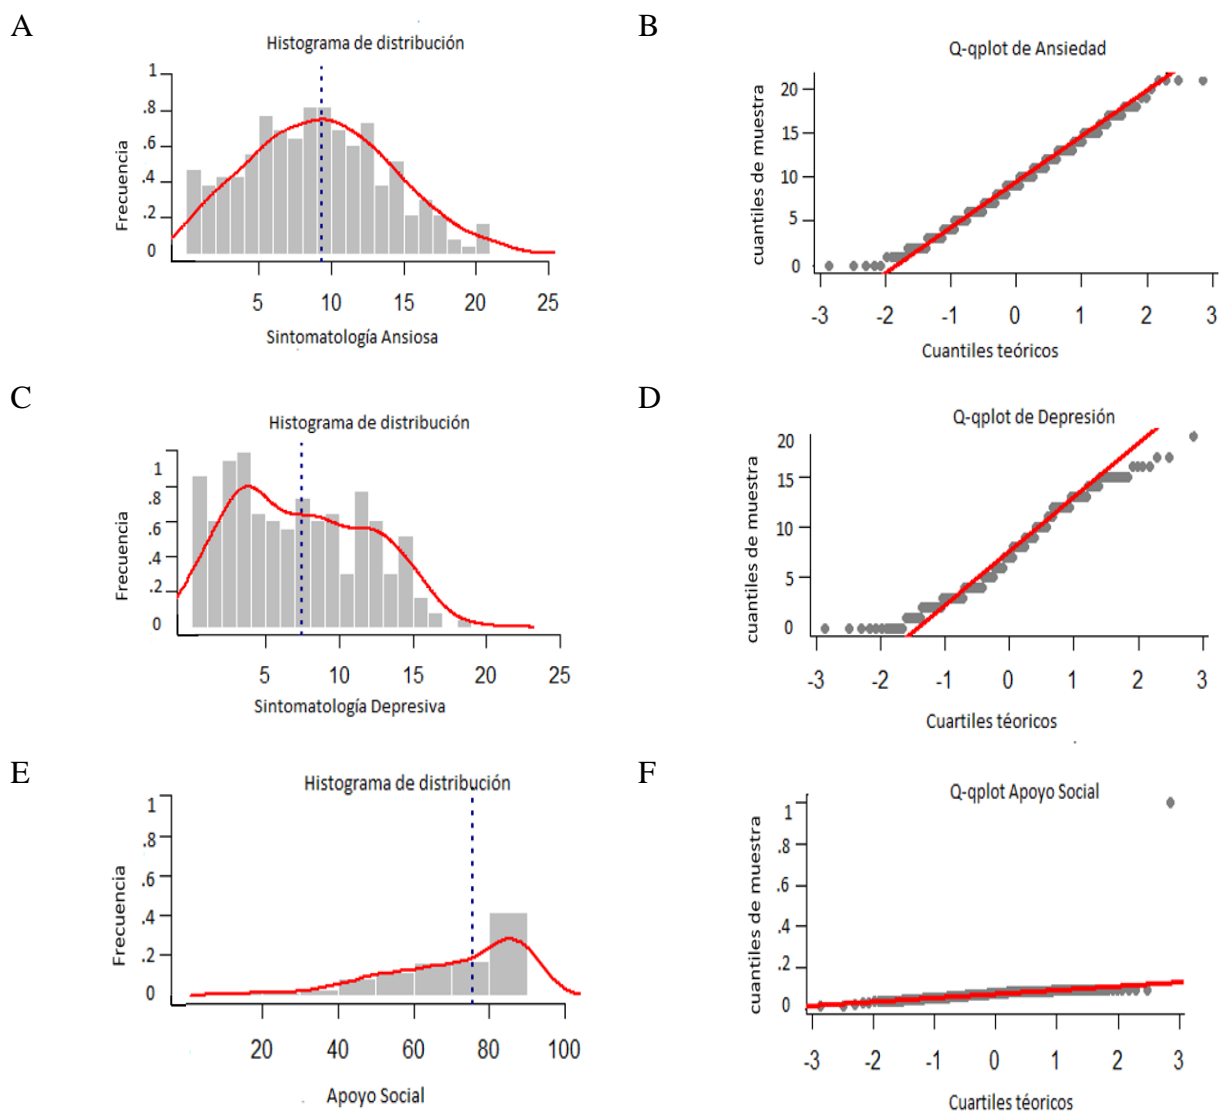 A
Histograma de distribución
Frecuencia
1
.8
.6
.4
.2
0
5 10 15 20 25
Sintomatología Ansiosa
B
Q-qplot de Ansiedad
cuantiles de muestra
20
15
10
5
0
-3 -2 -1 0 1 2 3
Cuantiles teóricos
C
Histograma de distribución
Frecuencia
1
.8
.6
.4
.2
0
5 10 15 20 25
Sintomatología Depresiva
D
Q-qplot de Depresión
cuantiles de muestra
20
15
10
5
0
-3 -2 -1 0 1 2 3
Cuartiles téoricos
E
Histograma de distribución
Frecuencia
1
.8
.6
.4
.2
0
20 40 60 80 100
Apoyo Social
F
Q-qplot Apoyo Social
cuantiles de muestra
1
.8
.6
.4
.2
0
-3 -2 -1 0 1 2 3
Cuartiles téoricos